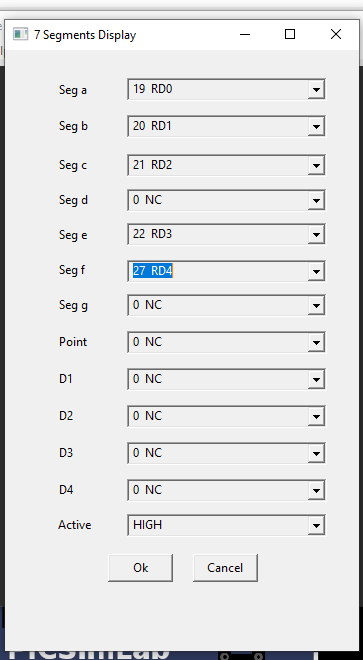 7 Segments Display
Seg a 19 RD0
Seg b 20 RD1
Seg c 21 RD2
Seg d 0 NC
Seg e 22 RD3
Seg f 27 RD4
Seg g 0 NC
Point 0 NC
D1 0 NC
D2 0 NC
D3 0 NC
D4 0 NC
Active HIGH
Ok Cancel
PICSimLab